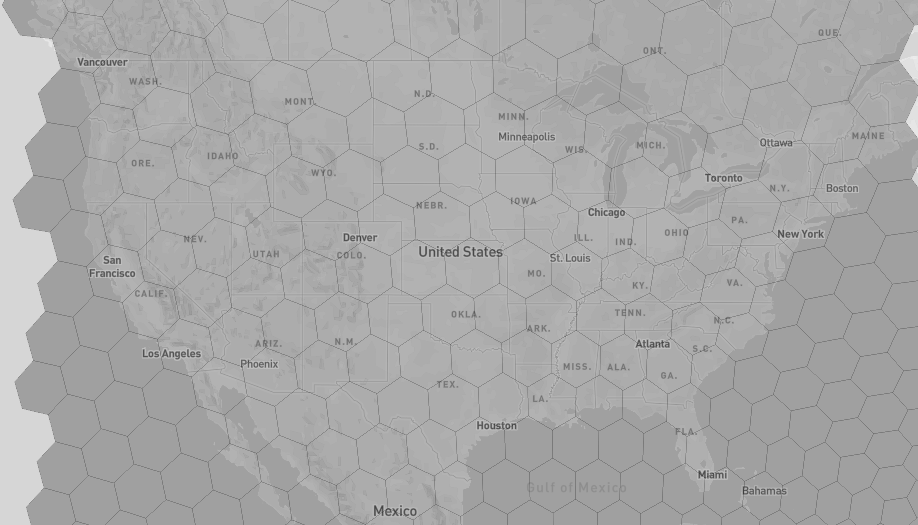 QUE.
ONT.
Vancouver
WASH.
MONT.
N.D.
MINN.
Minneapolis
MAINE
Ottawa
S.D.
WIS.
MICH.
ORE.
IDAHO
WYO.
Toronto
N.Y.
Boston
NEBR.
IOWA
Chicago
PA.
NEV.
Denver
ILL.
IND.
OHIO
New York
UTAH
COLO.
United States
St. Louis
San
Francisco
MO.
KY.
VA.
CALIF.
OKLA.
TENN.
N.C.
ARK.
Los Angeles
ARIZ.
N.M.
Atlanta
S.C.
Phoenix
MISS.
ALA.
GA.
TEX.
LA.
Houston
FLA.
Miami
Gulf of Mexico
Bahamas
Mexico